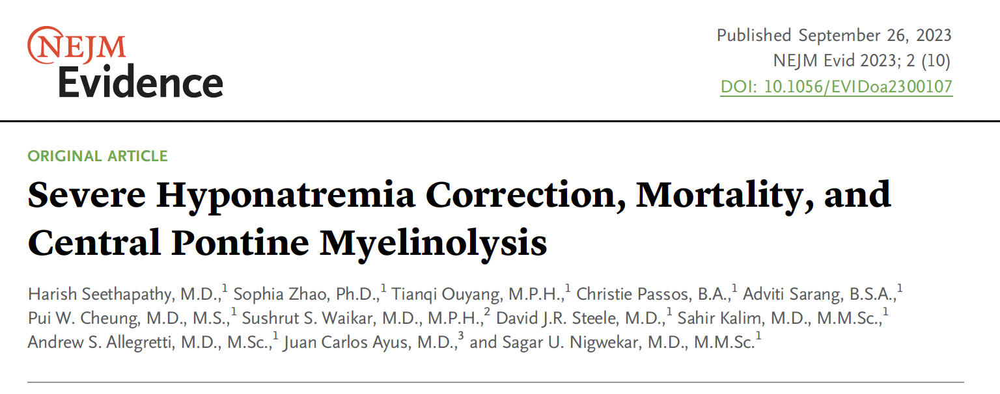 NEJM
Evidence
Published September 26, 2023
NEJM Evid 2023; 2 (10)
DOI: 10.1056/EVIDoa2300107
ORIGINAL ARTICLE
Severe Hyponatremia Correction, Mortality, and
Central Pontine Myelinolysis
Harish Seethapathy, M.D.,1 Sophia Zhao, Ph.D.,1 Tianqi Ouyang, M.P.H.,1 Christie Passos, B.A.,1 Adviti Sarang, B.S.A.,1
Pui W. Cheung, M.D., M.S.,1 Sushrut S. Waikar, M.D., M.P.H.,2 David J.R. Steele, M.D.,1 Sahir Kalim, M.D., M.M.Sc.,1
Andrew S. Allegretti, M.D., M.Sc.,1 Juan Carlos Ayus, M.D.,3 and Sagar U. Nigwekar, M.D., M.M.Sc.1